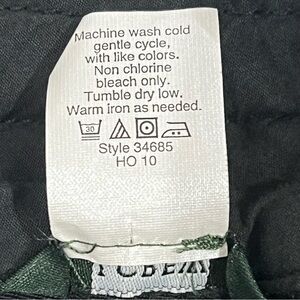 Machine wash cold
gentle cycle,
with like colors.
Non chlorine
bleach only.
Tumble dry low.
Warm iron as needed.
30
Style 34685
HO 10